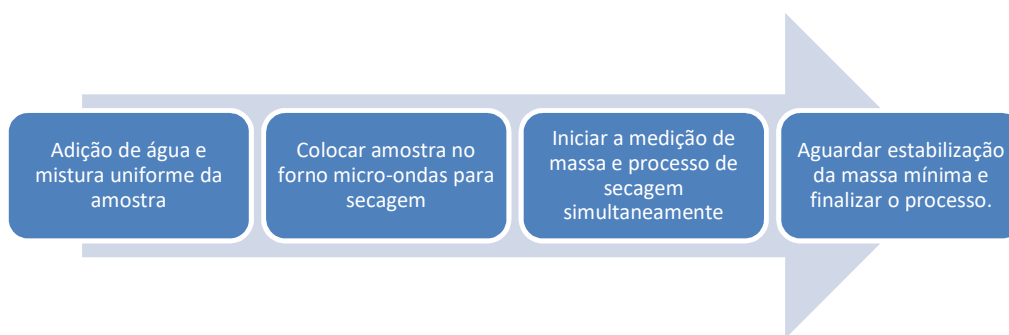 Adição de água e
mistura uniforme da
amostra
Colocar amostra no
forno micro-ondas para
secagem
Iniciar a medição de
massa e processo de
secagem
simultaneamente
Aguardar estabilização
da massa mínima e
finalizar o processo.